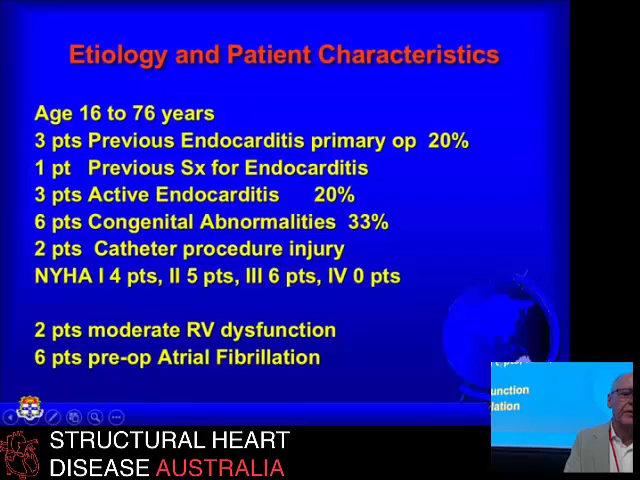 Etiology and Patient Characteristics
Age 16 to 76 years
3 pts Previous Endocarditis primary op 20%
1 pt Previous Sx for Endocarditis
3 pts Active Endocarditis 20%
6 pts Congenital Abnormalities 33%
2 pts Catheter procedure injury
NYHA I 4 pts, II 5 pts, III 6 pts, IV 0 pts
2 pts moderate RV dysfunction
6 pts pre-op Atrial Fibrillation
pts,
unction
lation
STRUCTURAL HEART
DISEASE AUSTRALIA